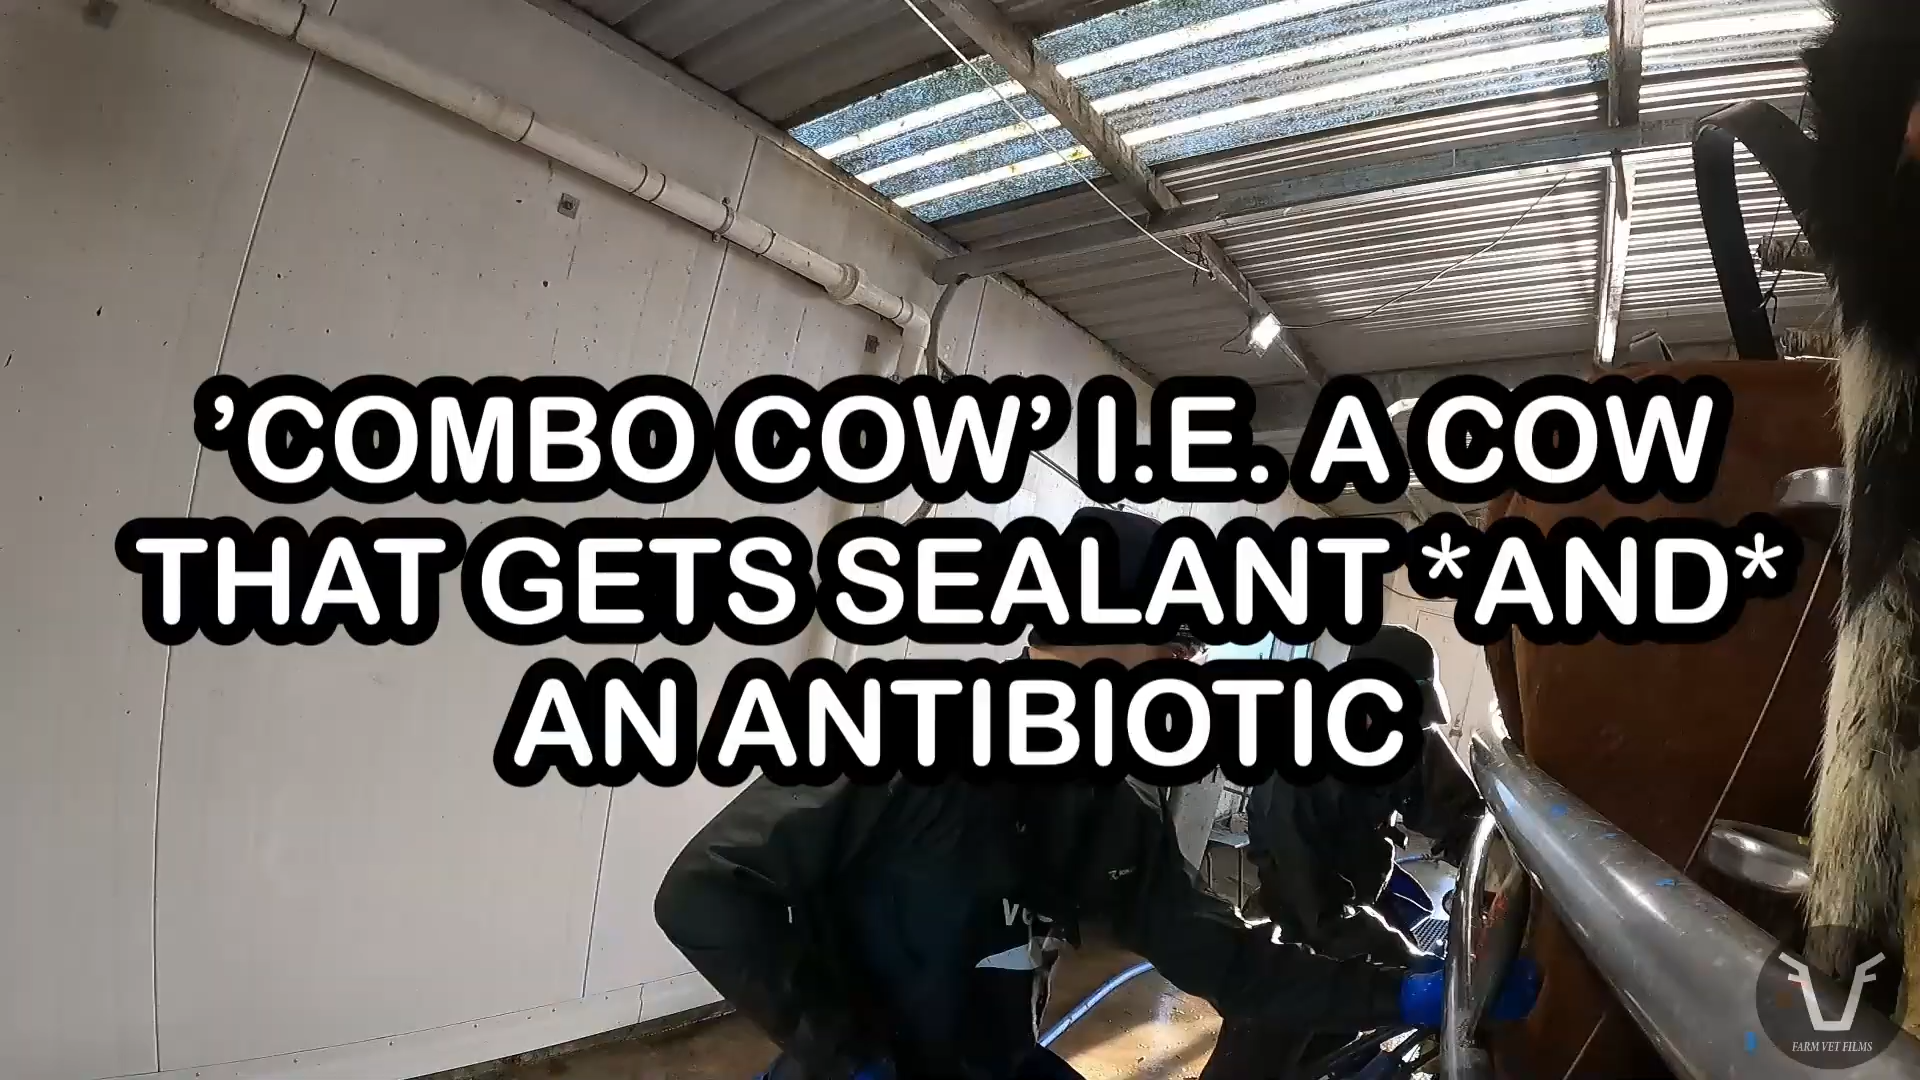 ’COMBO COW’ I.E. A COW
THAT GETS SEALANT *AND*
AN ANTIBIOTIC
FARM VET FILMS